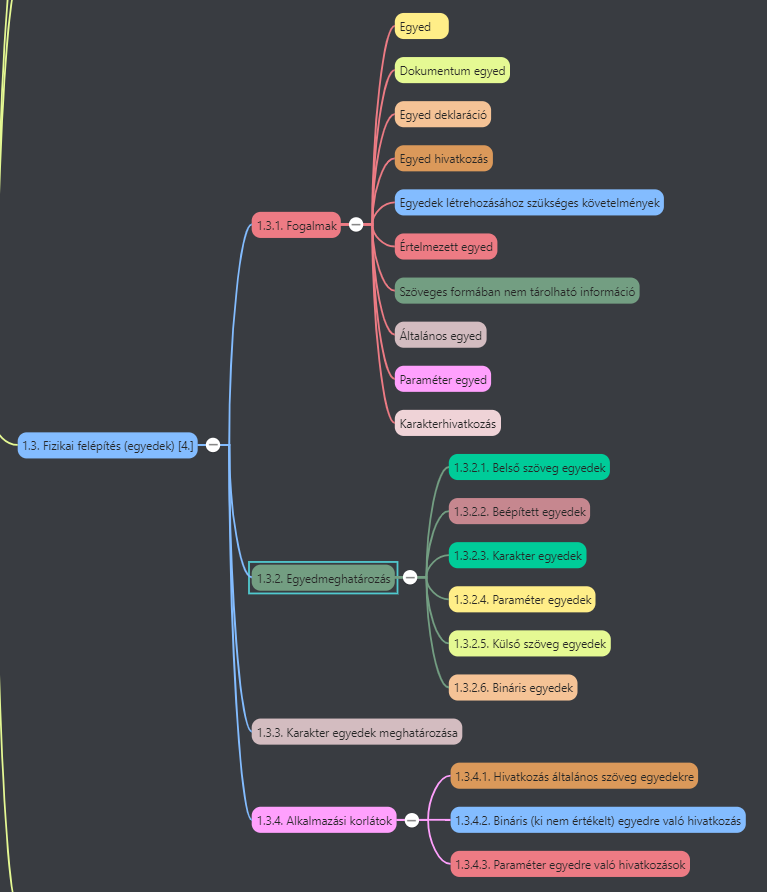 Egyed
Dokumentum egyed
Egyed deklaráció
Egyed hivatkozás
Egyedek létrehozásához szükséges követelmények
1.3.1. Fogalmak
Értelmezett egyed
Szöveges formában nem tárolható információ
Általános egyed
Paraméter egyed
Karakterhivatkozás
1.3. Fizikai felépítés (egyedek) [4.]
1.3.2.1. Belső szöveg egyedek
1.3.2.2. Beépített egyedek
1.3.2.3. Karakter egyedek
1.3.2. Egyedmeghatározás
1.3.2.4. Paraméter egyedek
1.3.2.5. Külső szöveg egyedek
1.3.2.6. Bináris egyedek
1.3.3. Karakter egyedek meghatározása
1.3.4.1. Hivatkozás általános szöveg egyedekre
1.3.4. Alkalmazási korlátok
1.3.4.2. Bináris (ki nem értékelt) egyedre való hivatkozás
1.3.4.3. Paraméter egyedre való hivatkozások